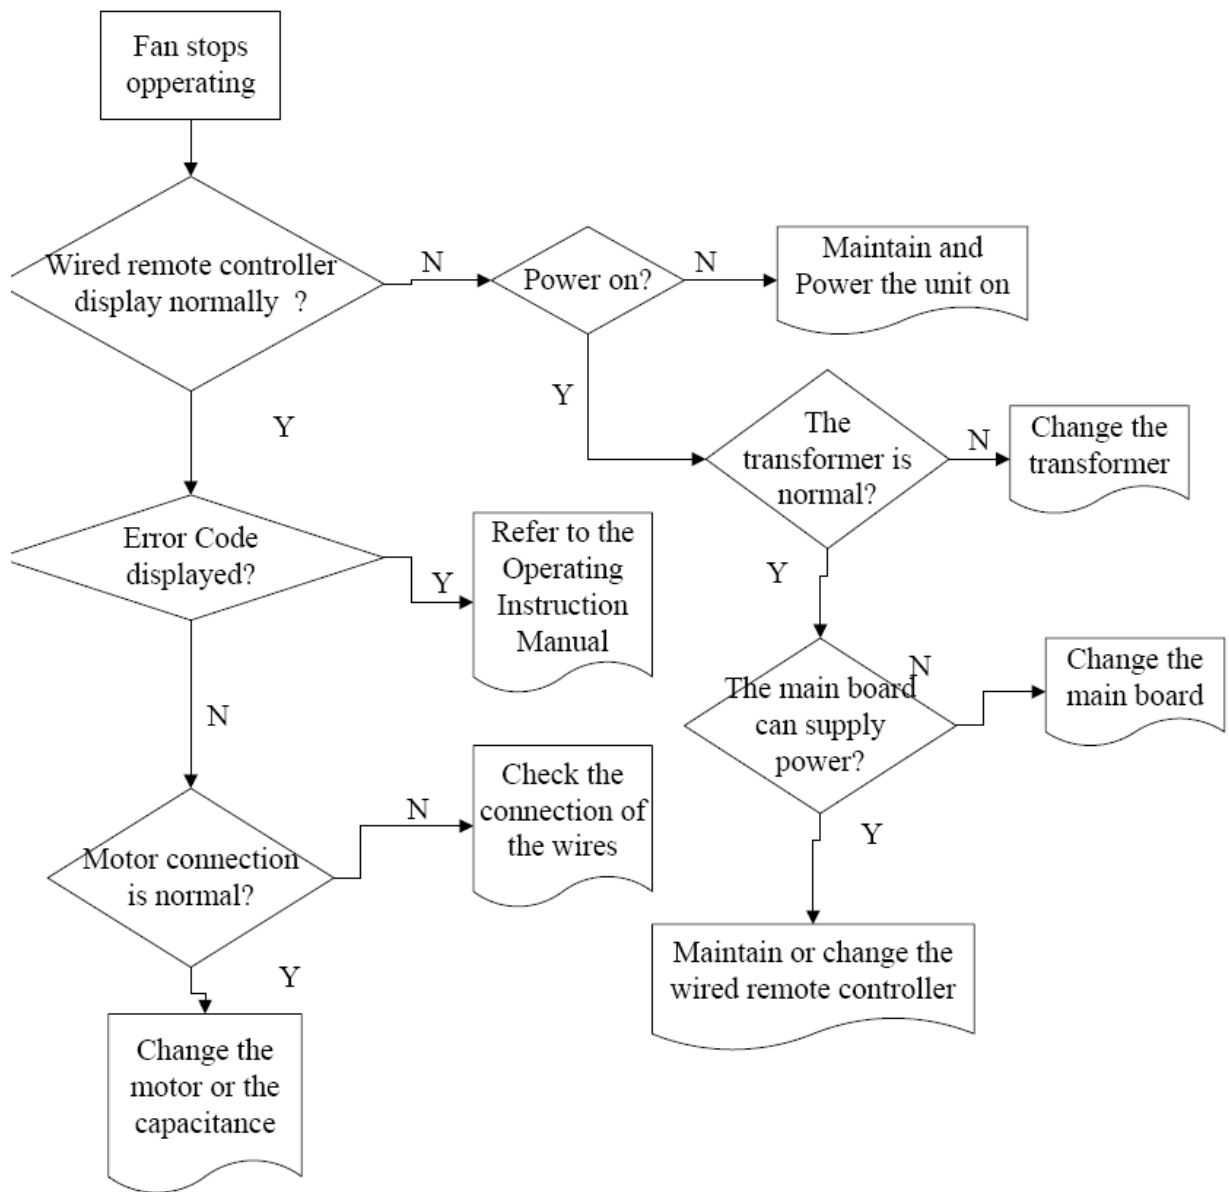 Fan stops
opperating
Wired remote controller
display normally ?
N
Power on?
N
Maintain and
Power the unit on
Y
Y
The
transformer is
normal?
N
Change the
transformer
Error Code
displayed?
Y
Refer to the
Operating
Instruction
Manual
Y
N
The main board
can supply
power?
N
Change the
main board
Motor connection
is normal?
N
Check the
connection of
the wires
Y
Maintain or change the
wired remote controller
Y
Change the
motor or the
capacitance